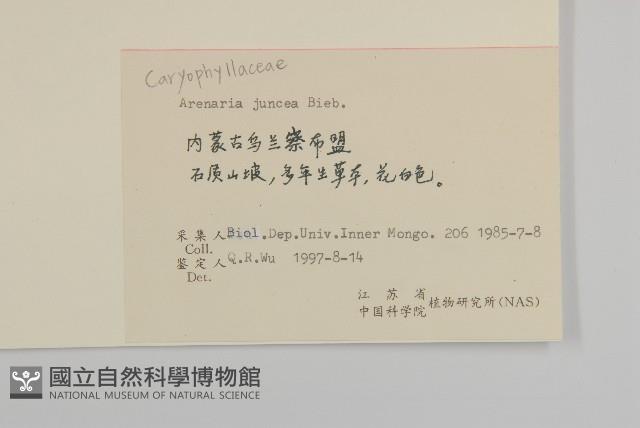 Caryophyllaceae
Arenaria juncea Bieb.
内蒙古乌兰察布盟
石质山坡，多年生草本，花白色。
采集人 Biol.Dep.Univ.Inner Mongo. 206 1985-7-8
Coll.
鉴定人 Q.R.Wu 1997-8-14
Det.
江苏省
中国科学院 植物研究所(NAS)
國立自然科學博物館
NATIONAL MUSEUM OF NATURAL SCIENCE